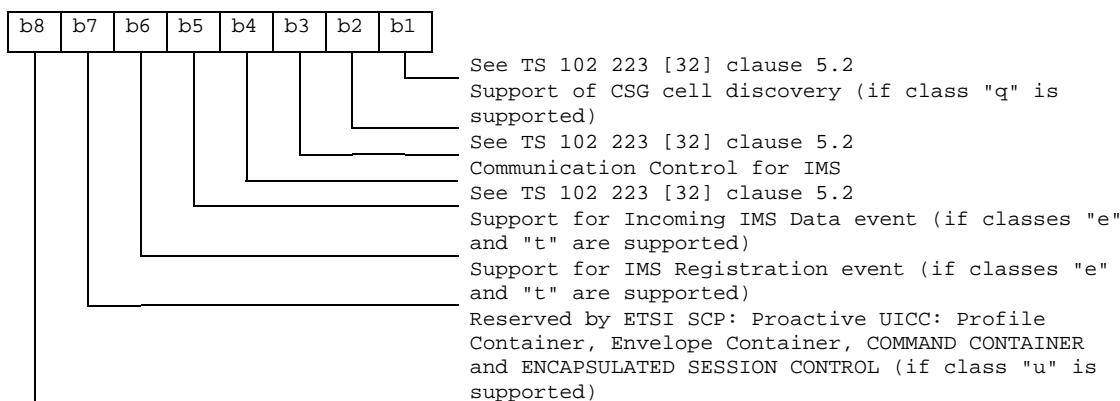 b8 b7 b6 b5 b4 b3 b2 b1
See TS 102 223 [32] clause 5.2
Support of CSG cell discovery (if class "q" is
supported)
See TS 102 223 [32] clause 5.2
Communication Control for IMS
See TS 102 223 [32] clause 5.2
Support for Incoming IMS Data event (if classes "e"
and "t" are supported)
Support for IMS Registration event (if classes "e"
and "t" are supported)
Reserved by ETSI SCP: Proactive UICC: Profile
Container, Envelope Container, COMMAND CONTAINER
and ENCAPSULATED SESSION CONTROL (if class "u" is
supported)